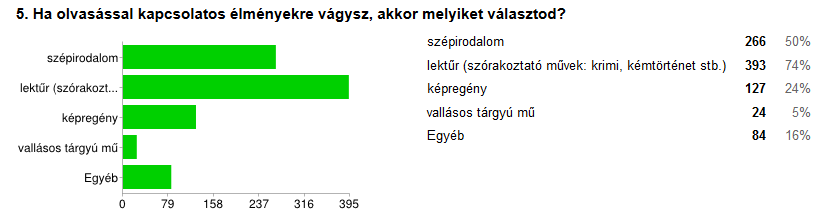 5. Ha olvasással kapcsolatos élményekre vágysz, akkor melyiket választod?
szépirodalom
lektűr (szórakozt...
képregény
vallásos tárgyú mű
Egyéb
0 79 158 237 316 395
szépirodalom 266 50%
lektűr (szórakoztató művek: krimi, kémtörténet stb.) 393 74%
képregény 127 24%
vallásos tárgyú mű 24 5%
Egyéb 84 16%